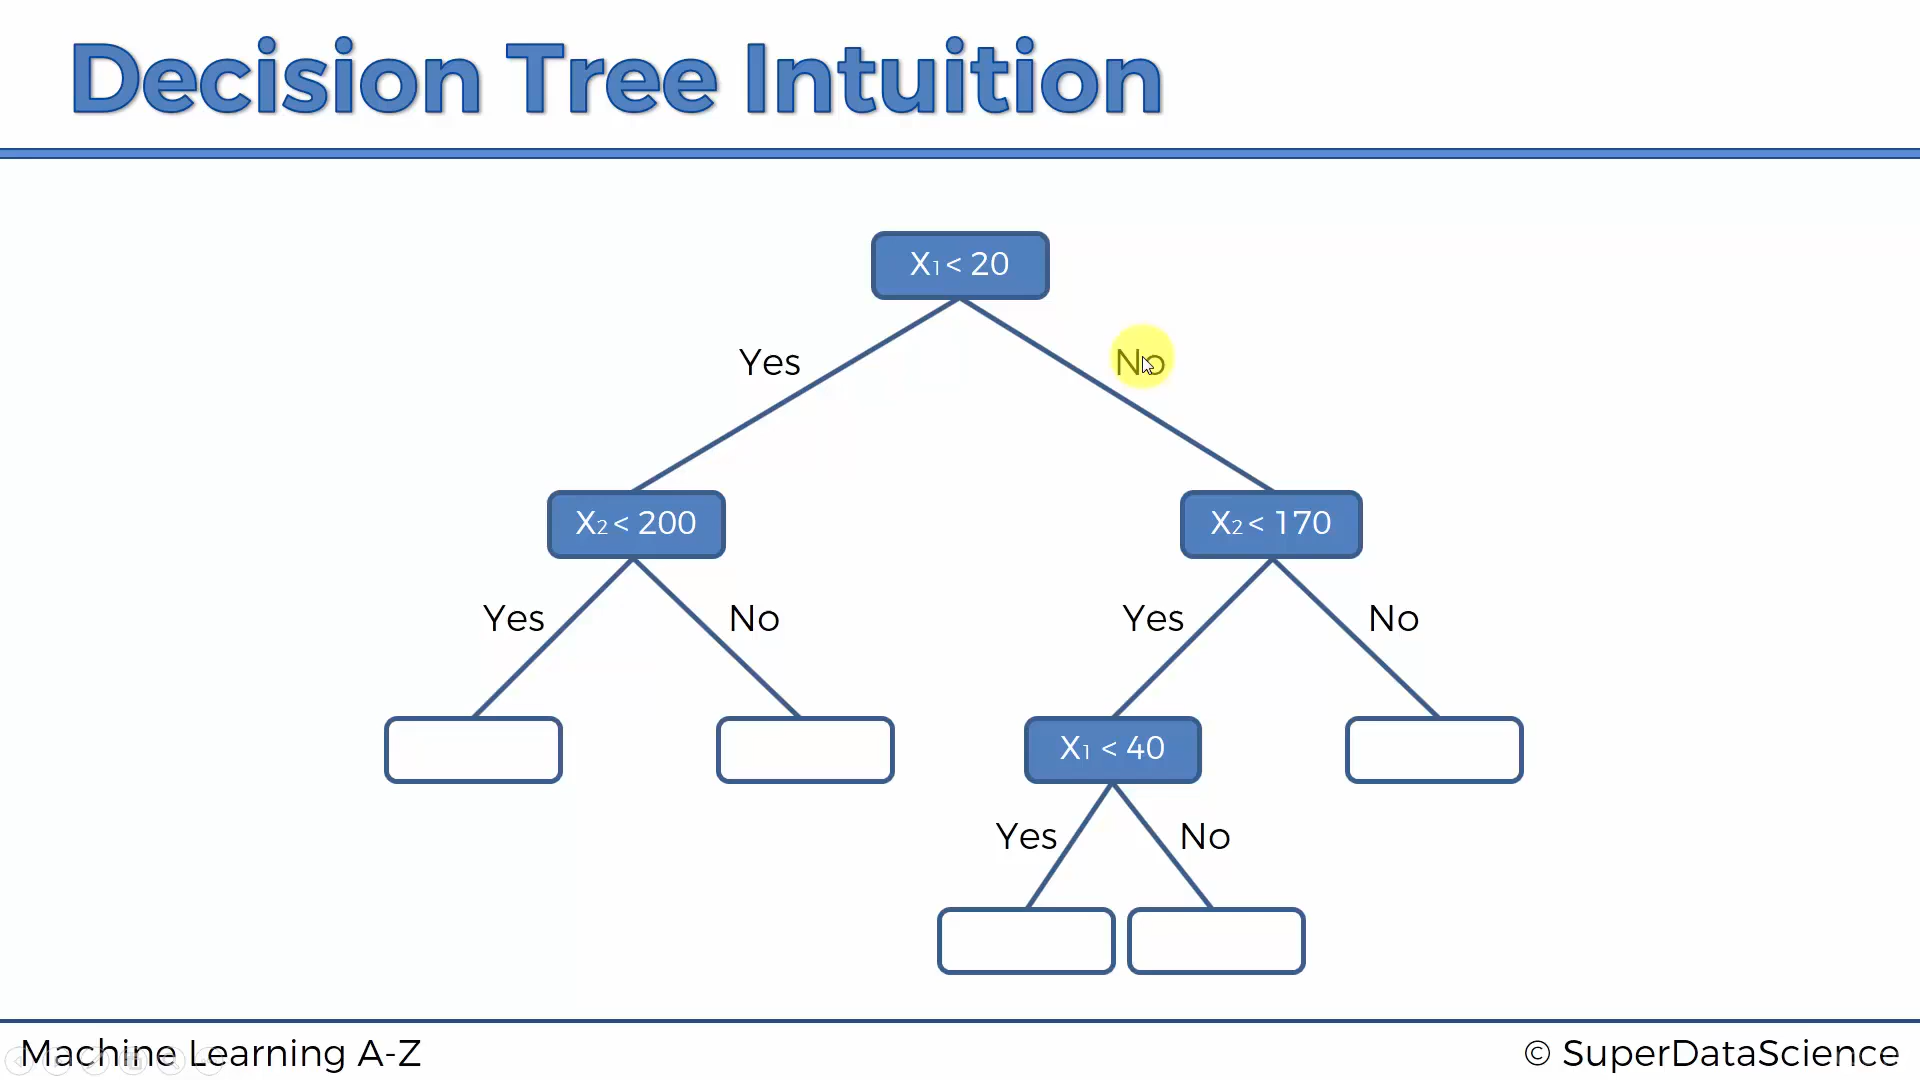 Decision Tree Intuition
X₁ < 20
Yes
No
X₂ < 200
X₂ < 170
Yes
No
Yes
No
X₁ < 40
Yes
No
Machine Learning A-Z
© SuperDataScience